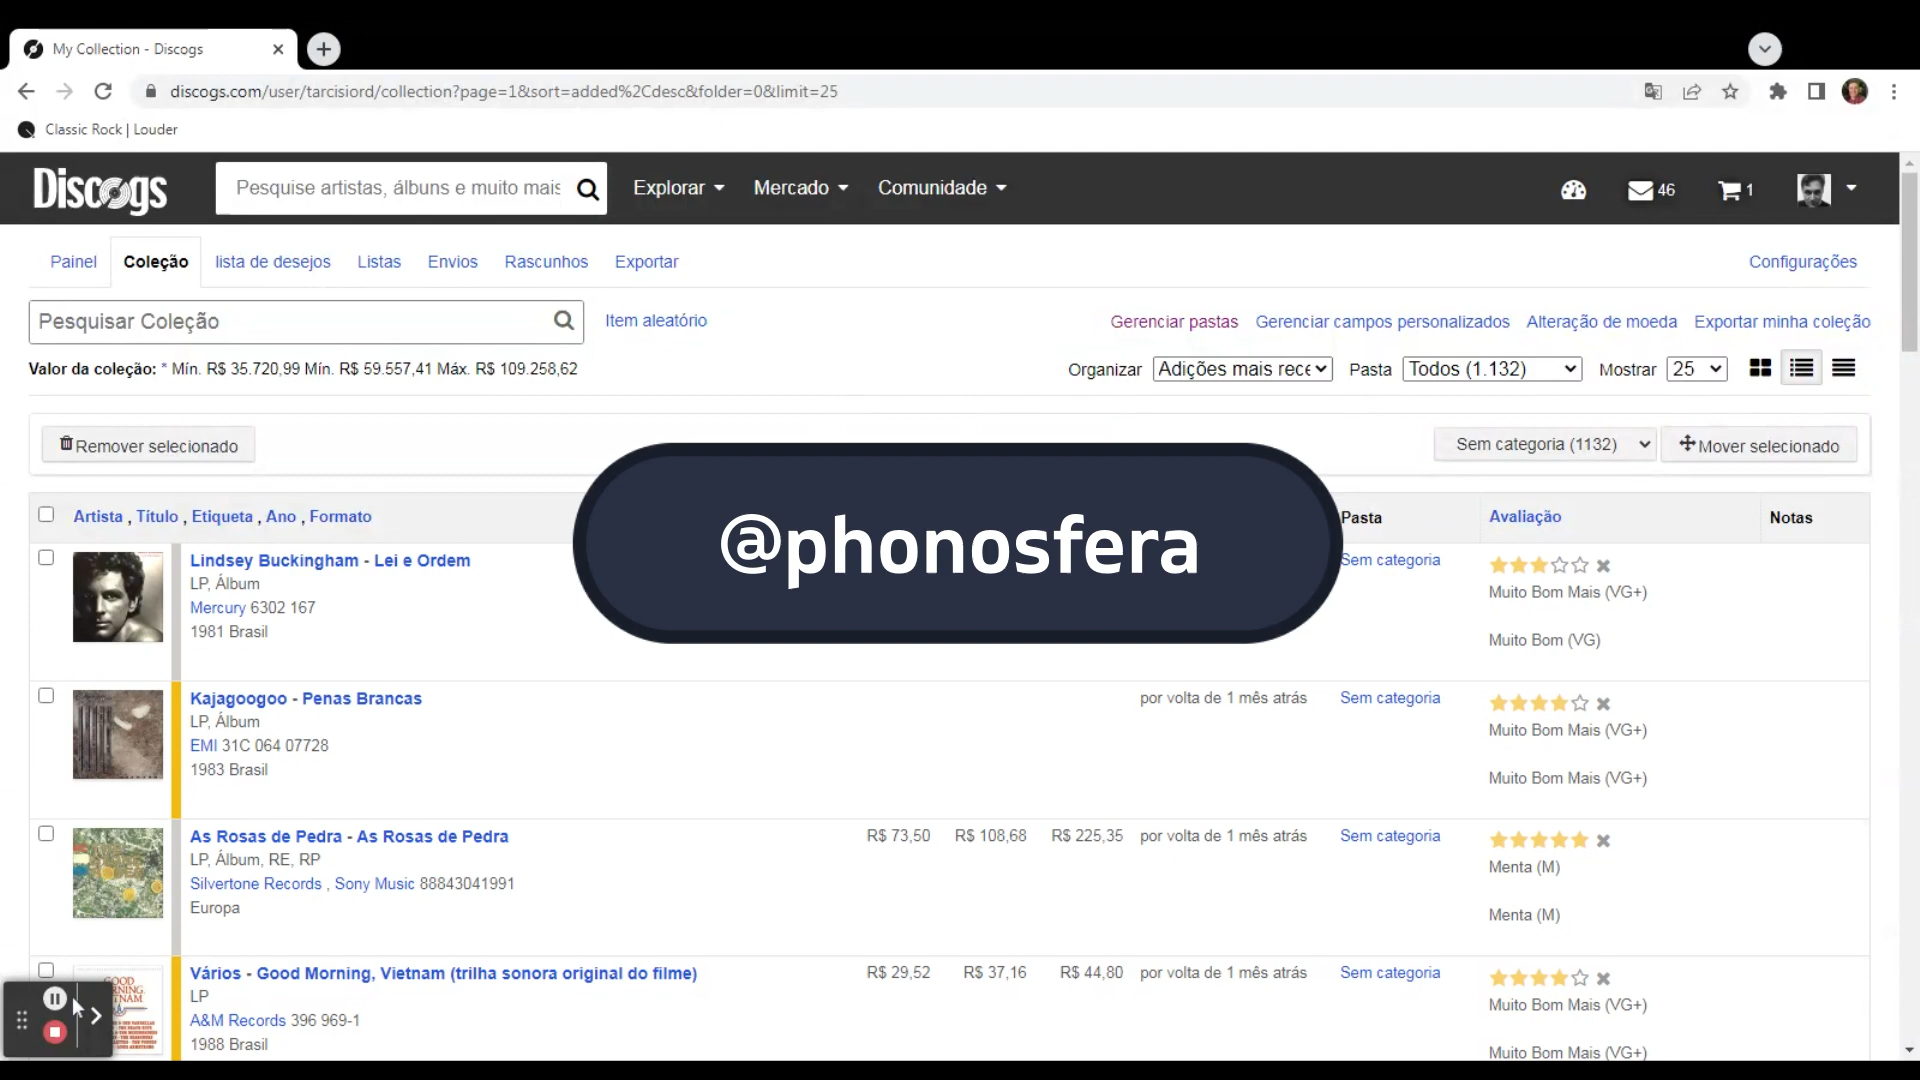 My Collection - Discogs
discogs.com/user/tarcisiord/collection?page=1&sort=added%2Cdesc&folder=0&limit=25
Classic Rock | Louder
Discogs
Pesquise artistas, álbuns e muito mais
Explorar
Mercado
Comunidade
46
1
Painel
Coleção
lista de desejos
Listas
Envios
Rascunhos
Exportar
Configurações
Pesquisar Coleção
Item aleatório
Gerenciar pastas
Gerenciar campos personalizados
Alteração de moeda
Exportar minha coleção
Valor da coleção: * Mín. R$ 35.720,99 Mín. R$ 59.557,41 Máx. R$ 109.258,62
Organizar
Adições mais rece
Pasta
Todos (1.132)
Mostrar
25
Remover selecionado
Sem categoria (1132)
Mover selecionado
@phonosfera
Artista , Título , Etiqueta , Ano , Formato
Pasta
Avaliação
Notas
Lindsey Buckingham - Lei e Ordem
LP, Álbum
Mercury 6302 167
1981 Brasil
Sem categoria
Muito Bom Mais (VG+)
Muito Bom (VG)
Kajagoogoo - Penas Brancas
LP, Álbum
EMI 31C 064 07728
1983 Brasil
por volta de 1 mês atrás
Sem categoria
Muito Bom Mais (VG+)
Muito Bom Mais (VG+)
As Rosas de Pedra - As Rosas de Pedra
LP, Álbum, RE, RP
Silvertone Records , Sony Music 88843041991
Europa
R$ 73,50
R$ 108,68
R$ 225,35
por volta de 1 mês atrás
Sem categoria
Menta (M)
Menta (M)
Vários - Good Morning, Vietnam (trilha sonora original do filme)
LP
A&M Records 396 969-1
1988 Brasil
R$ 29,52
R$ 37,16
R$ 44,80
por volta de 1 mês atrás
Sem categoria
Muito Bom Mais (VG+)
Muito Bom Mais (VG+)